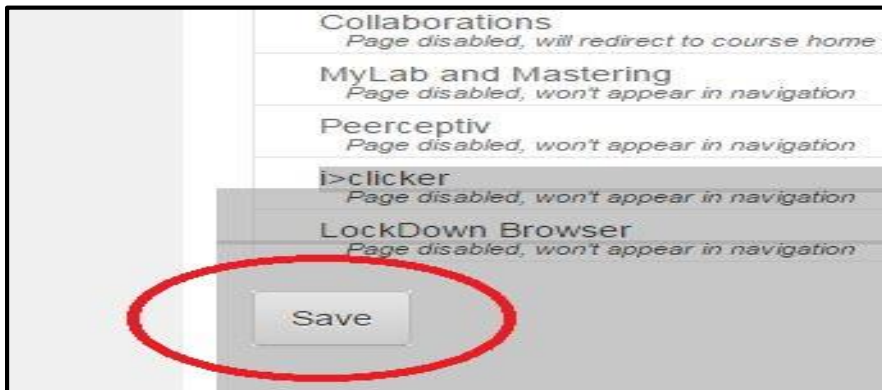 Collaborations
Page disabled, will redirect to course home
MyLab and Mastering
Page disabled, won't appear in navigation
Peerceptiv
Page disabled, won't appear in navigation
i>clicker
Page disabled, won't appear in navigation
LockDown Browser
Page disabled, won't appear in navigation
Save